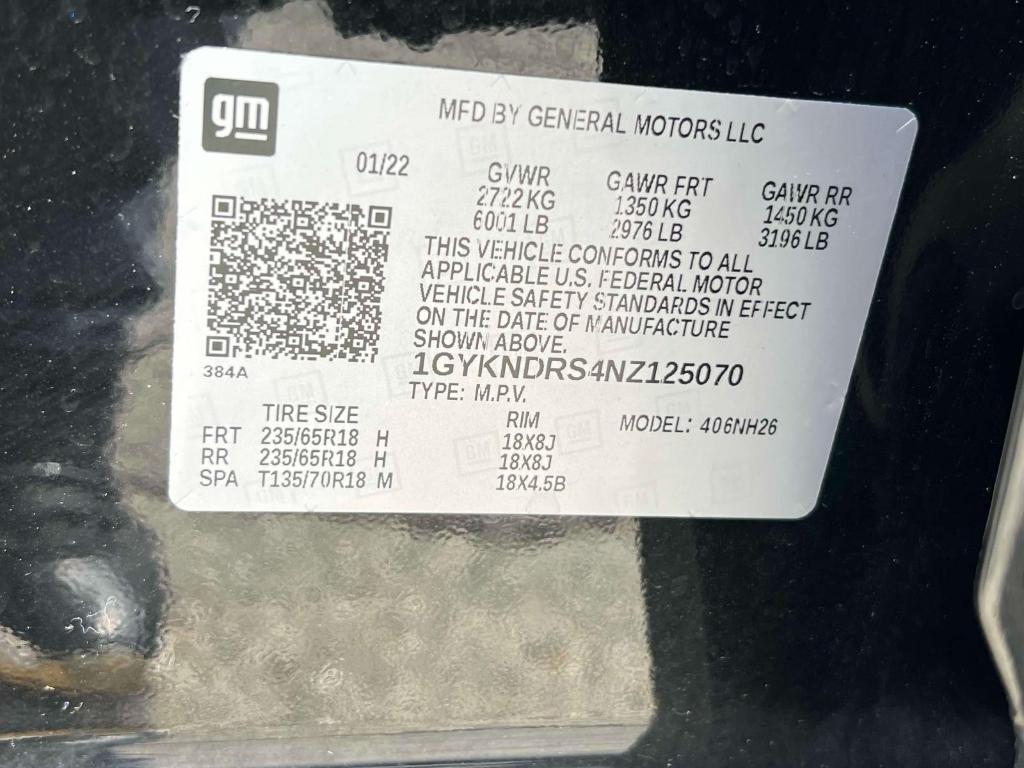 gm
MFD BY GENERAL MOTORS LLC
01/22
GVWR GAWR FRT GAWR RR
2722 KG 1350 KG 1450 KG
6001 LB 2976 LB 3196 LB
THIS VEHICLE CONFORMS TO ALL
APPLICABLE U.S. FEDERAL MOTOR
VEHICLE SAFETY STANDARDS IN EFFECT
ON THE DATE OF MANUFACTURE
SHOWN ABOVE.
384A
1GYKNDRS4NZ125070
TYPE: M.P.V.
TIRE SIZE RIM MODEL: 406NH26
FRT 235/65R18 H 18X8J
RR 235/65R18 H 18X8J
SPA T135/70R18 M 18X4.5B